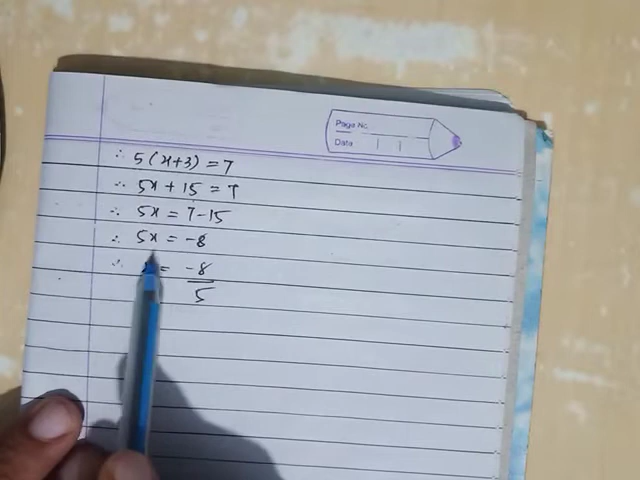 Page No.
Date
∴ 5(x+3) = 7
∴ 5x + 15 = 7
∴ 5x = 7-15
∴ 5x = -8
∴ = -8/5